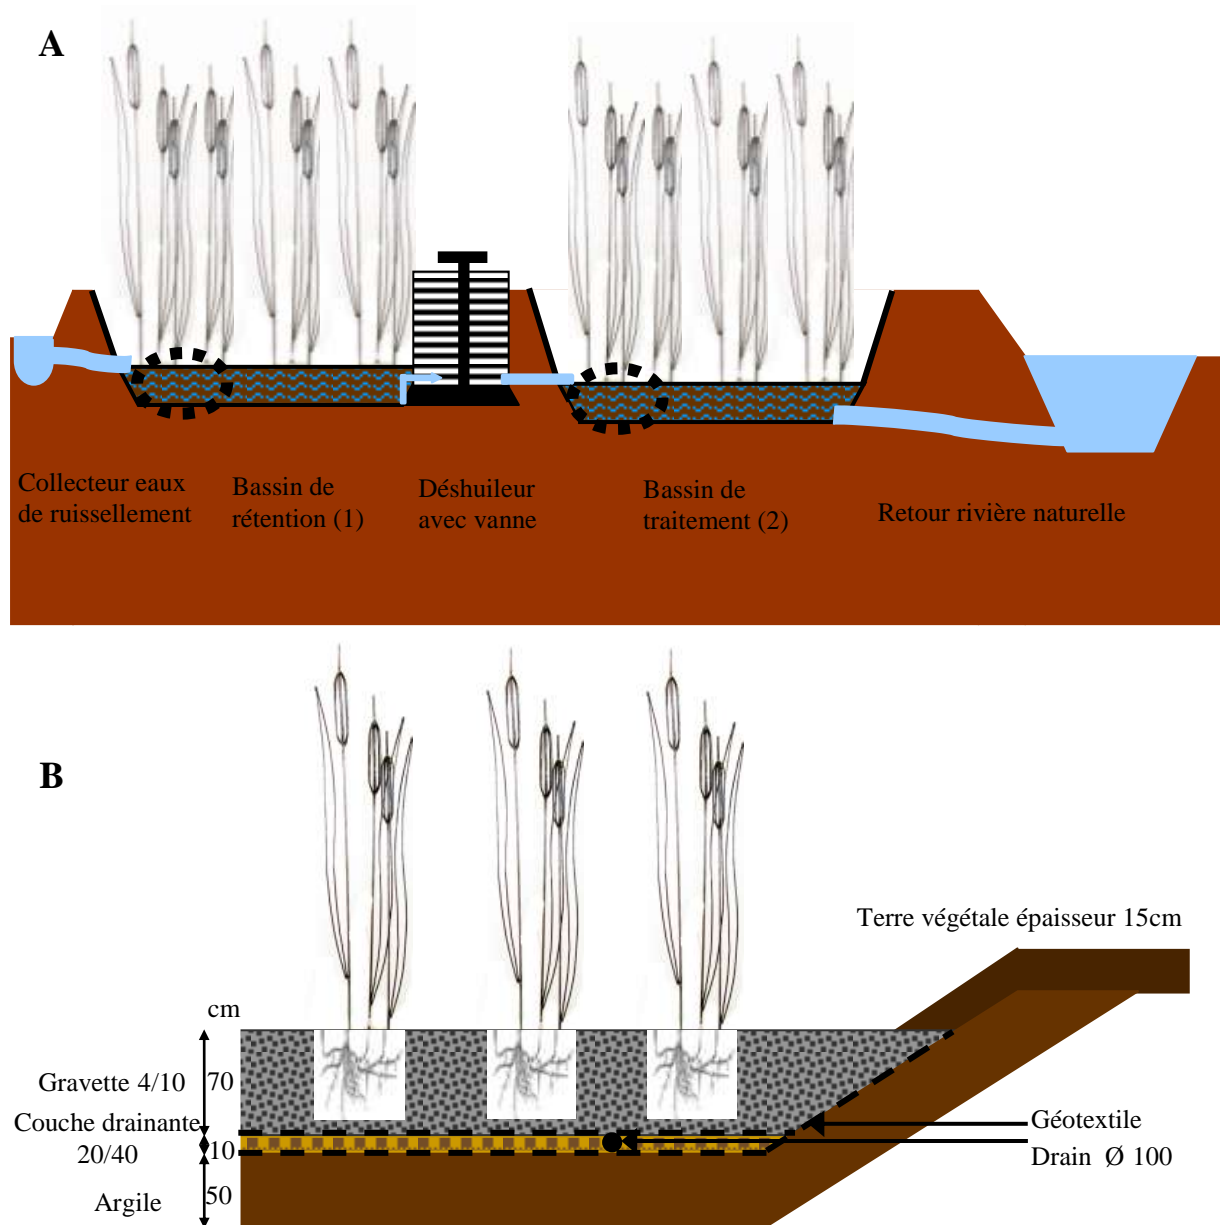 A
Collecteur eaux
de ruissellement
Bassin de
rétention (1)
Déshuileur
avec vanne
Bassin de
traitement (2)
Retour rivière naturelle
B
Terre végétale épaisseur 15cm
cm
Gravette 4/10
70
Couche drainante
20/40
10
Argile
50
Géotextile
Drain Ø 100